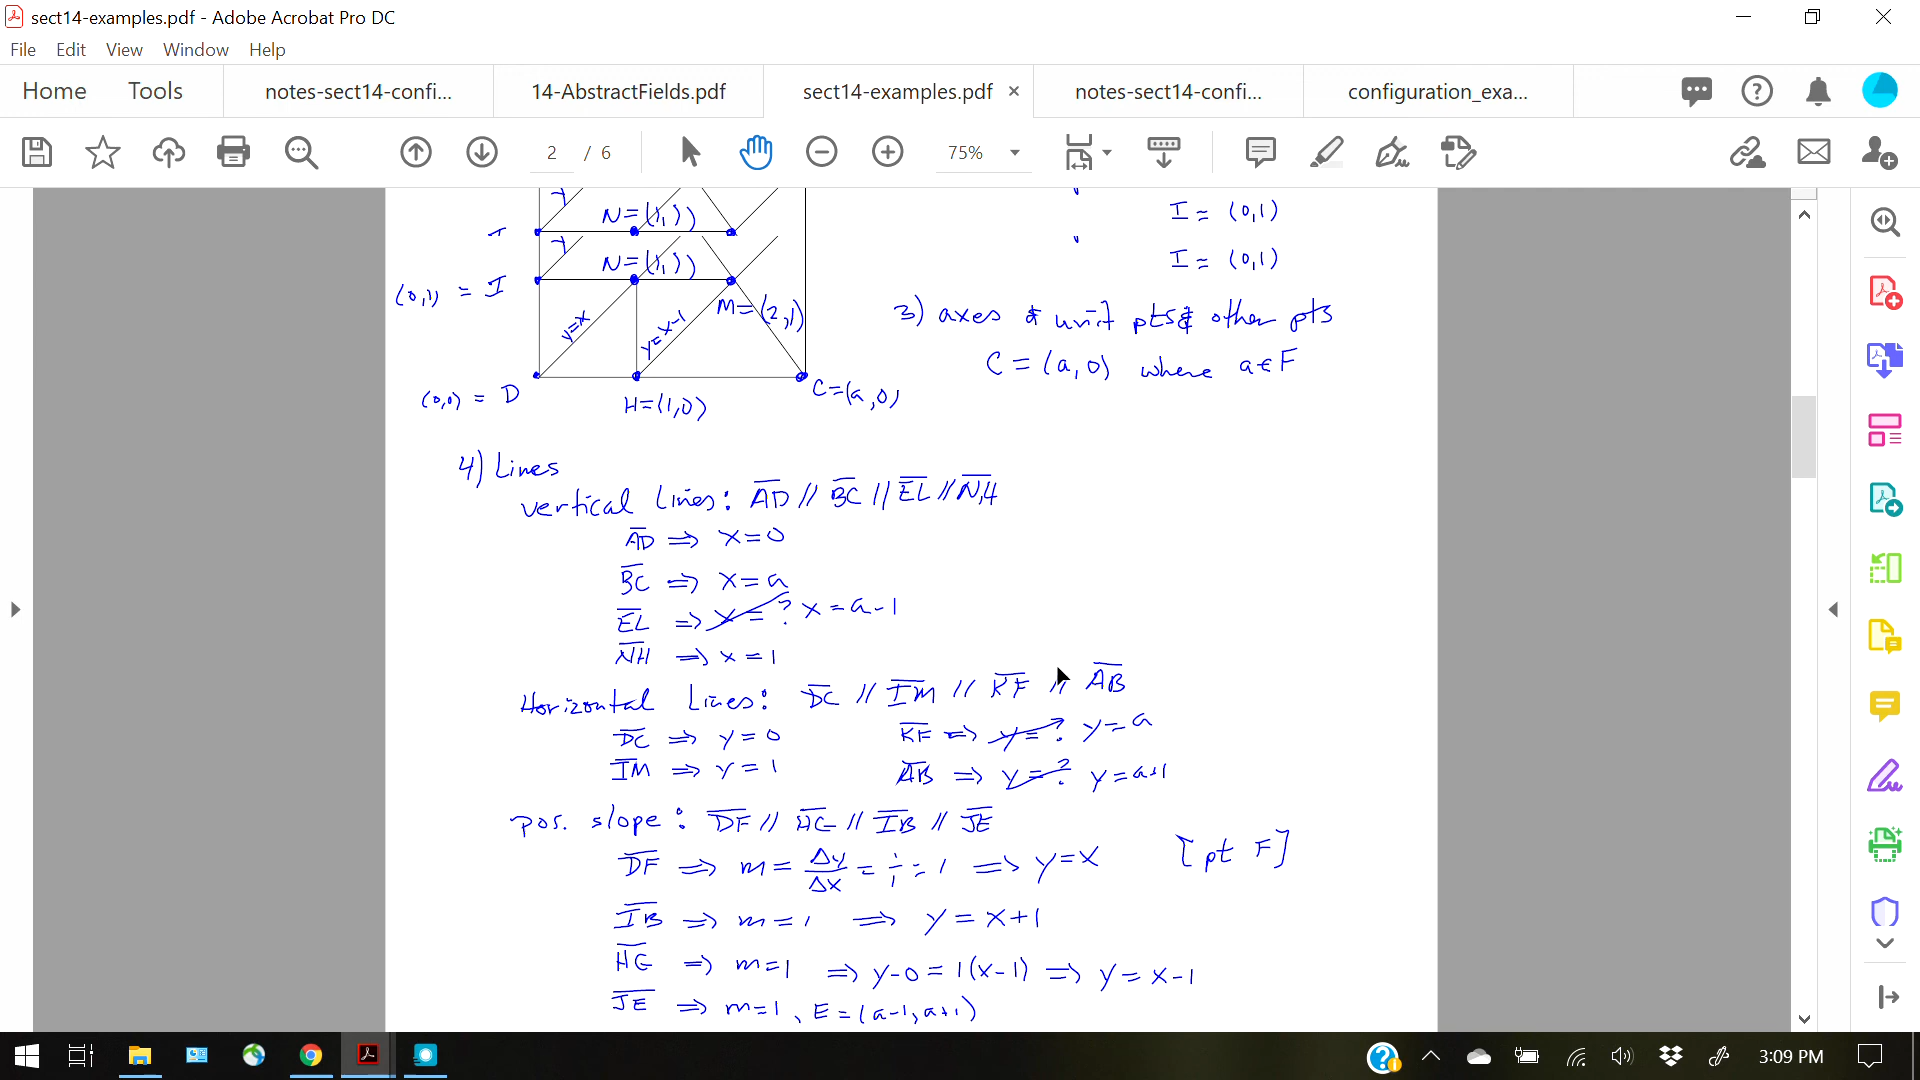 sect14-examples.pdf - Adobe Acrobat Pro DC
File Edit View Window Help
Home Tools notes-sect14-confi... 14-AbstractFields.pdf sect14-examples.pdf × notes-sect14-confi... configuration_exa...
2 / 6 75%
y N=(1,1) I = (0,1)
I
y N=(1,1) I = (0,1)
(0,1) = I
y=x y=x-1 M=(2,1)
3) axes & unit pts & other pts
C = (a,0) where a∈F
(0,0) = D H=(1,0) C=(a,0)
4) Lines
vertical lines: AD // BC // EL // NH
AD ⇒ x=0
BC ⇒ x=a
EL ⇒ x=? x=a-1
NH ⇒ x=1
Horizontal Lines: DC // IM // KF // AB
DC ⇒ y=0 KF ⇒ y=? y=a
IM ⇒ y=1 AB ⇒ y=? y=a+1
pos. slope: DF // HG // IB // JE
DF ⇒ m = Δy/Δx = 1/1 = 1 ⇒ y=x [pt F]
IB ⇒ m=1 ⇒ y=x+1
HG ⇒ m=1 ⇒ y-0=1(x-1) ⇒ y=x-1
JE ⇒ m=1, E=(a-1,a+1)
3:09 PM